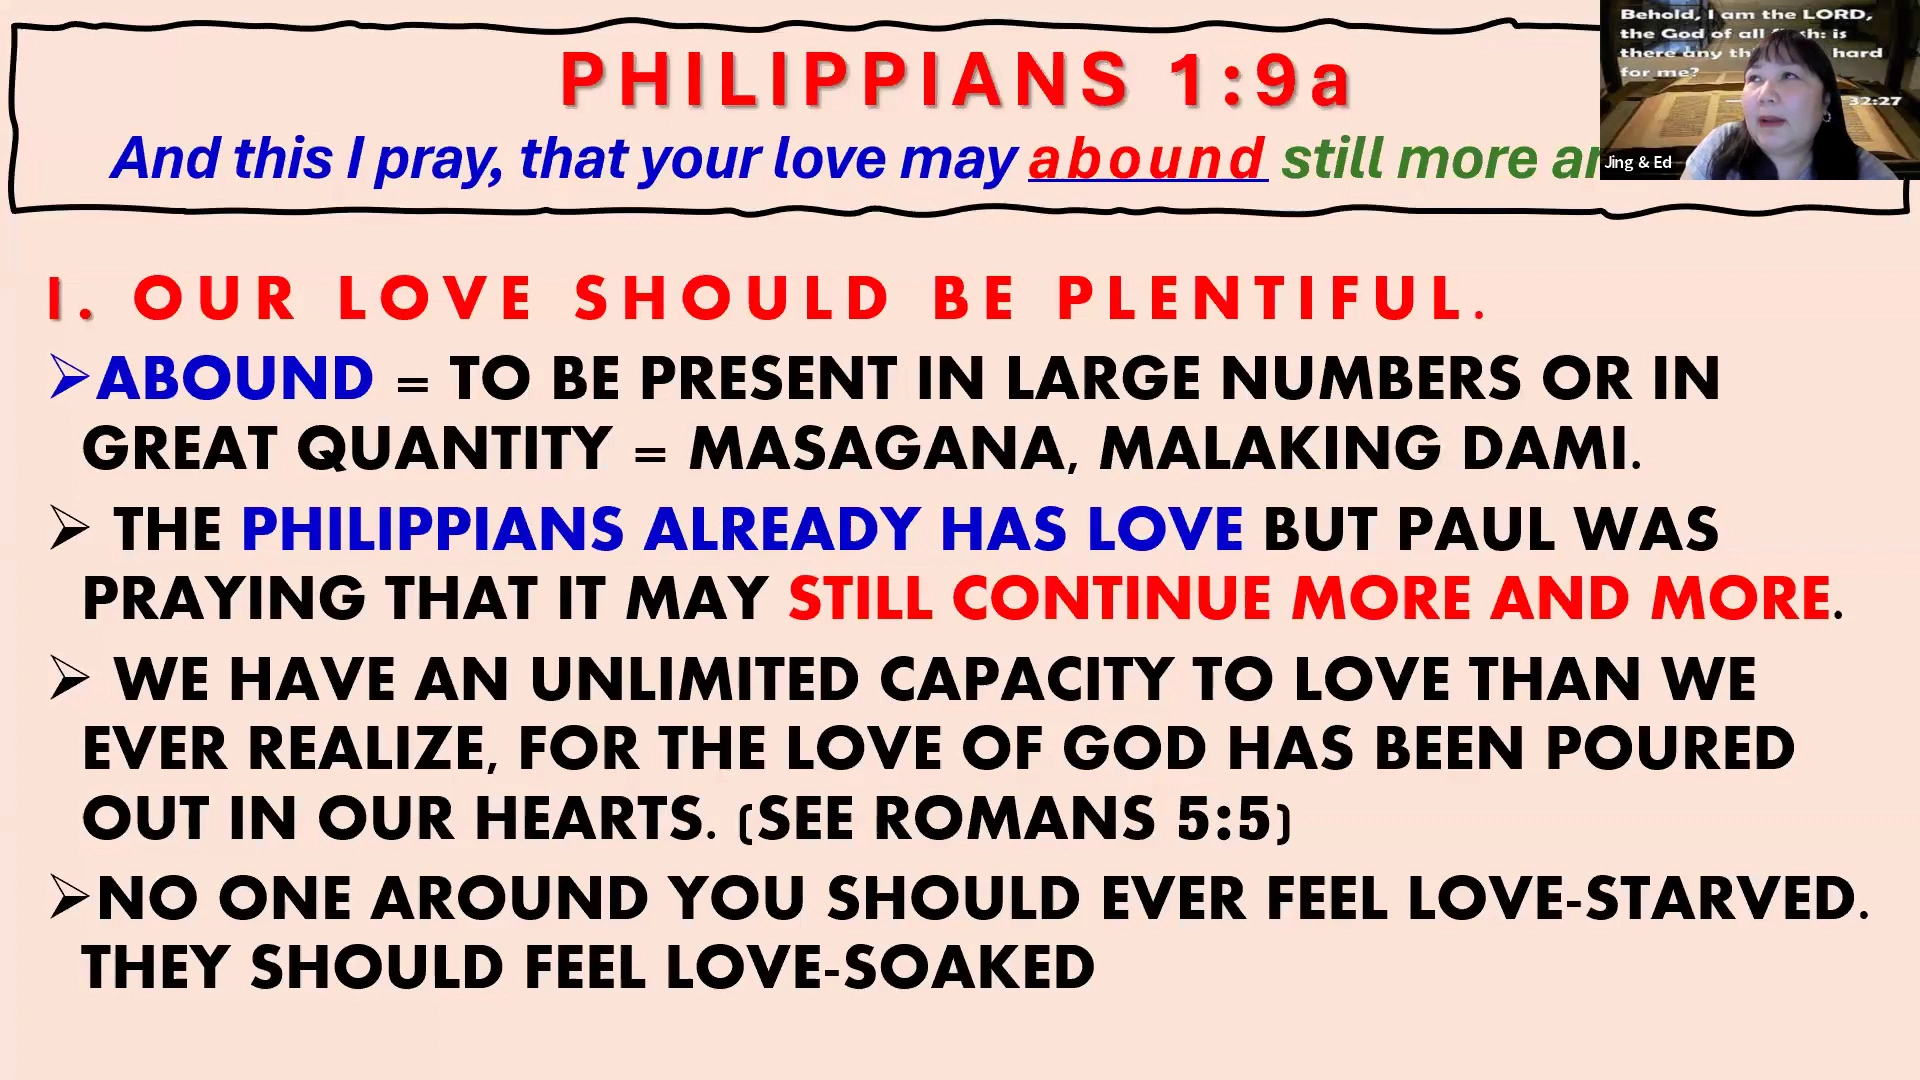 PHILIPPIANS 1:9a
And this I pray, that your love may abound still more
I. OUR LOVE SHOULD BE PLENTIFUL.
➢ABOUND = TO BE PRESENT IN LARGE NUMBERS OR IN
GREAT QUANTITY = MASAGANA, MALAKING DAMI.
➢ THE PHILIPPIANS ALREADY HAS LOVE BUT PAUL WAS
PRAYING THAT IT MAY STILL CONTINUE MORE AND MORE.
➢ WE HAVE AN UNLIMITED CAPACITY TO LOVE THAN WE
EVER REALIZE, FOR THE LOVE OF GOD HAS BEEN POURED
OUT IN OUR HEARTS. (SEE ROMANS 5:5)
➢NO ONE AROUND YOU SHOULD EVER FEEL LOVE-STARVED.
THEY SHOULD FEEL LOVE-SOAKED
Behold, I am the LORD,
the God of all is
there any hard
for me?
32:27
Jing & Ed